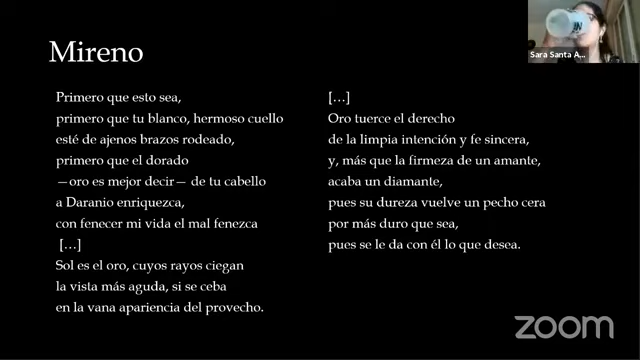 Mireno
Primero que esto sea,
primero que tu blanco, hermoso cuello
esté de ajenos brazos rodeado,
primero que el dorado
—oro es mejor decir— de tu cabello
a Daranio enriquezca,
con fenecer mi vida el mal fenezca
[…]
Sol es el oro, cuyos rayos ciegan
la vista más aguda, si se ceba
en la vana apariencia del provecho.
[…]
Oro tuerce el derecho
de la limpia intención y fe sincera,
y, más que la firmeza de un amante,
acaba un diamante,
pues su dureza vuelve un pecho cera
por más duro que sea,
pues se le da con él lo que desea.
Sara Santa A...
zoom